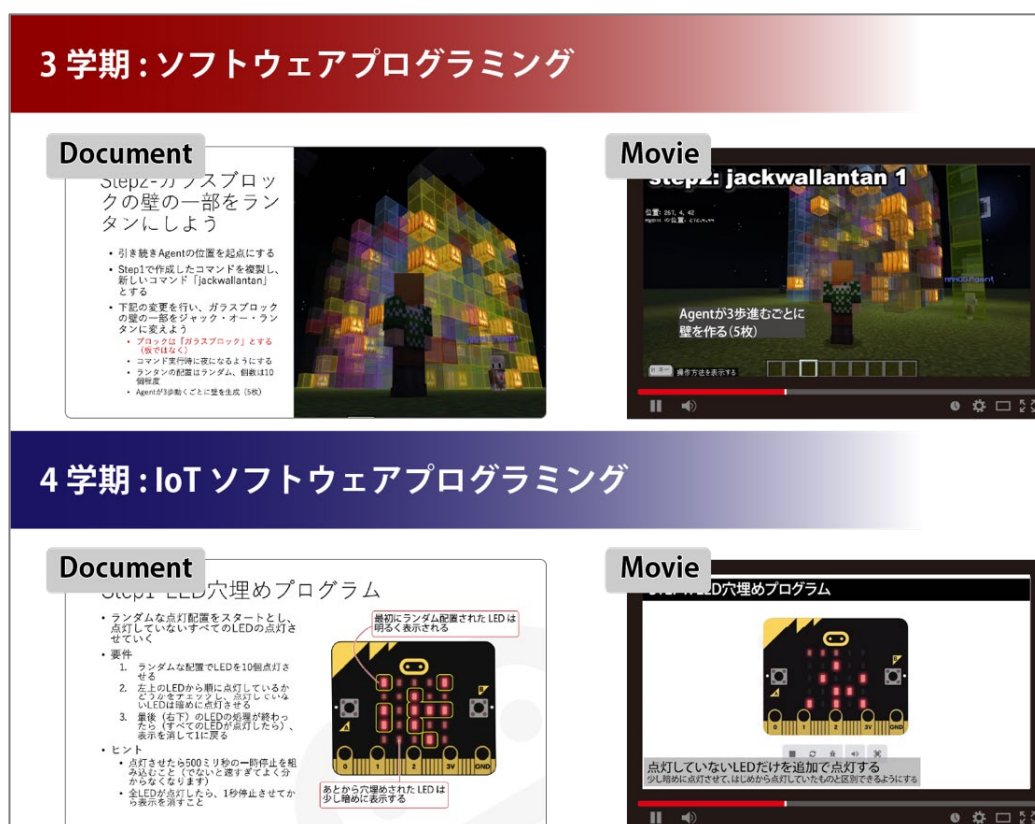 3 学期 : ソフトウェアプログラミング
Document
Step2-ガラスブロッ
クの壁の一部をラン
タンにしよう
• 引き続きAgentの位置を起点にする
• Step1で作成したコマンドを複製し、
新しいコマンド「jackwallantan」
とする
• 下記の変更を行い、ガラスブロック
の壁の一部をジャック・オー・ラン
タンに変えよう
• ブロックは「ガラスブロック」とする
(板ではなく)
• コマンド実行時に夜になるようにする
• ランタンの配置はランダム、個数は10
個程度
• Agentが3歩動くごとに壁を生成（5枚）
Movie
Step2: jackwallantan 1
位置: 267, 4, 42
Agentが3歩進むごとに
壁を作る(5枚)
操作方法を表示する
4 学期 : IoT ソフトウェアプログラミング
Document
Step1-LED穴埋めプログラム
• ランダムな点灯配置をスタートとし、
点灯していないすべてのLEDの点灯さ
せていく
• 要件
1. ランダムな配置でLEDを10個点灯さ
せる
2. 左上のLEDから順に点灯しているか
どうかをチェックし、点灯していな
いLEDは暗めに点灯させる
3. 最後（右下）のLEDの処理が終わっ
たら（すべてのLEDが点灯したら）、
表示を消して1に戻る
• ヒント
• 点灯させたら500ミリ秒の一時停止を組
み込むこと（でないと速すぎてよく分
からなくなります）
• 全LEDが点灯したら、1秒停止させてか
ら表示を消すこと
最初にランダム配置された LED は
明るく表示される
A
B
0 1 2 3V GND
あとから穴埋めされた LED は
少し暗めに表示する
Movie
LED穴埋めプログラム
A
B
0 1 2 3V GND
点灯していないLEDだけを追加で点灯する
少し暗めに点灯させて、はじめから点灯していたものと区別できるようにする